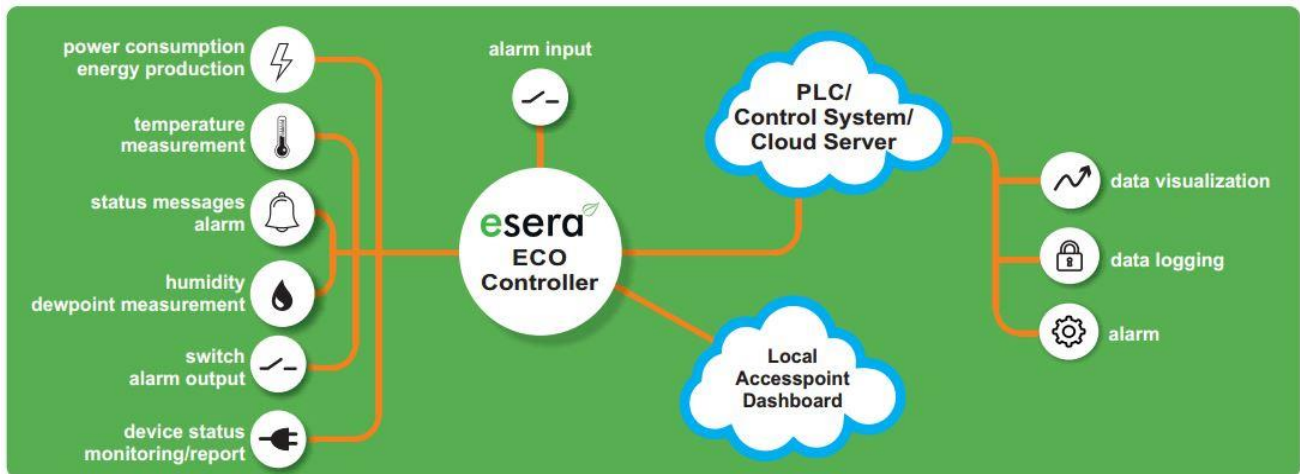 power consumption
energy production
temperature
measurement
status messages
alarm
humidity
dewpoint measurement
switch
alarm output
device status
monitoring/report
alarm input
esera
ECO
Controller
PLC/
Control System/
Cloud Server
Local
Accesspoint
Dashboard
data visualization
data logging
alarm